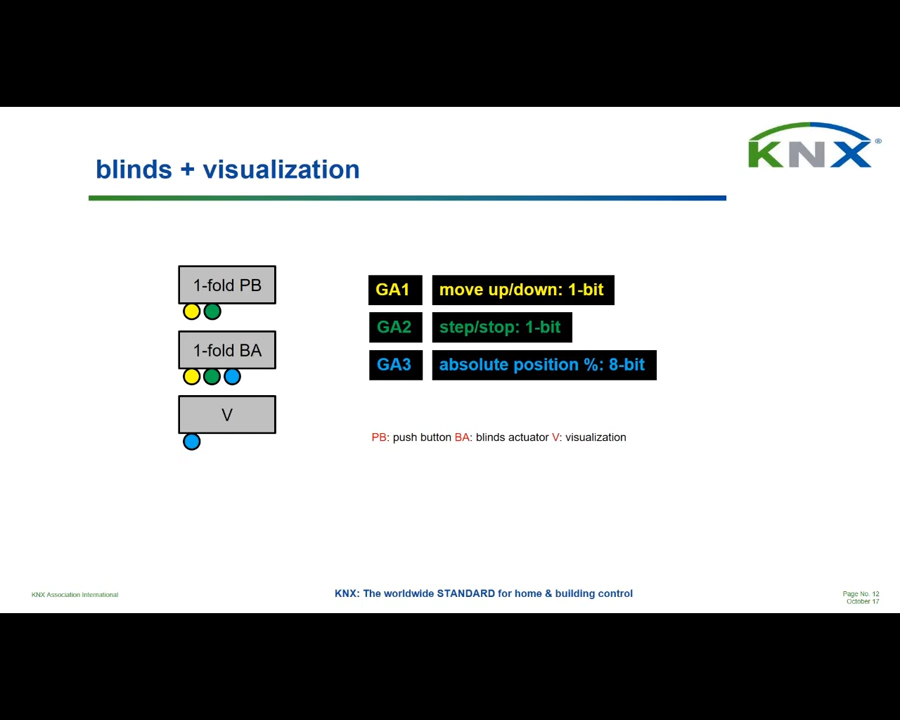 KNX®
blinds + visualization
1-fold PB
1-fold BA
V
GA1 move up/down: 1-bit
GA2 step/stop: 1-bit
GA3 absolute position %: 8-bit
PB: push button BA: blinds actuator V: visualization
KNX Association International
KNX: The worldwide STANDARD for home & building control
Page No. 12
October 17